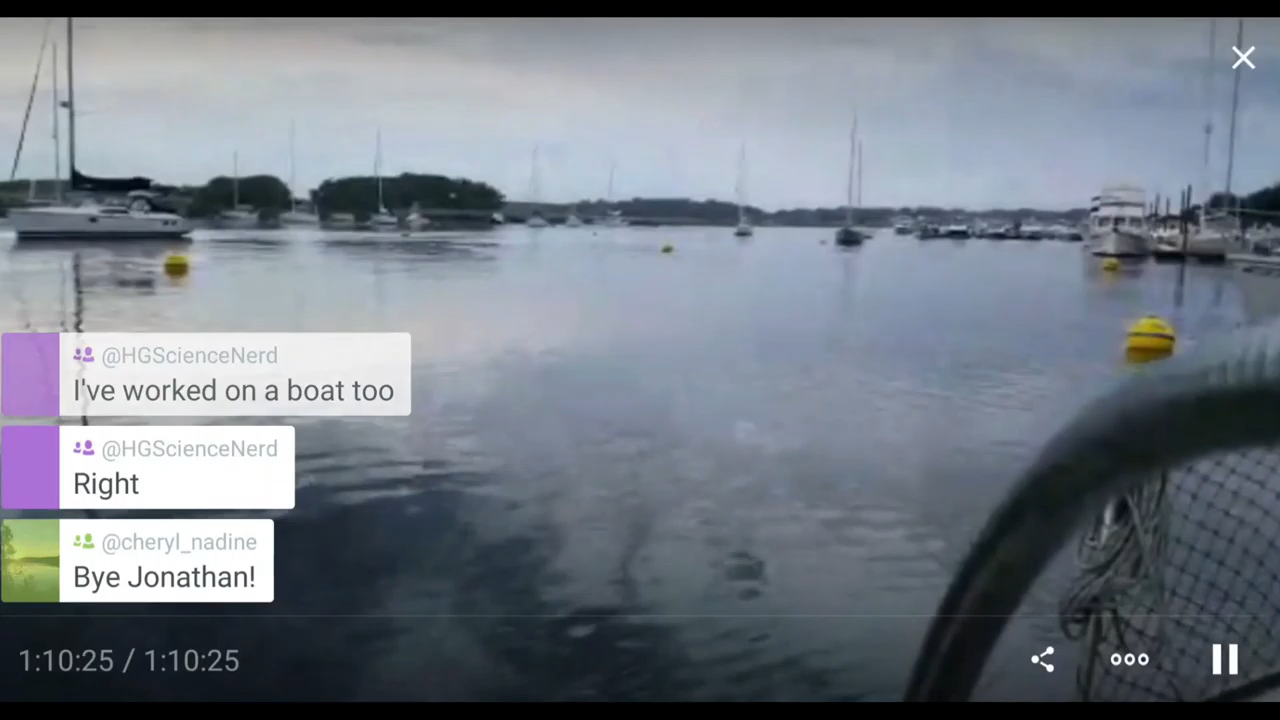 @HGScienceNerd
I've worked on a boat too
@HGScienceNerd
Right
@cheryl_nadine
Bye Jonathan!
1:10:25 / 1:10:25